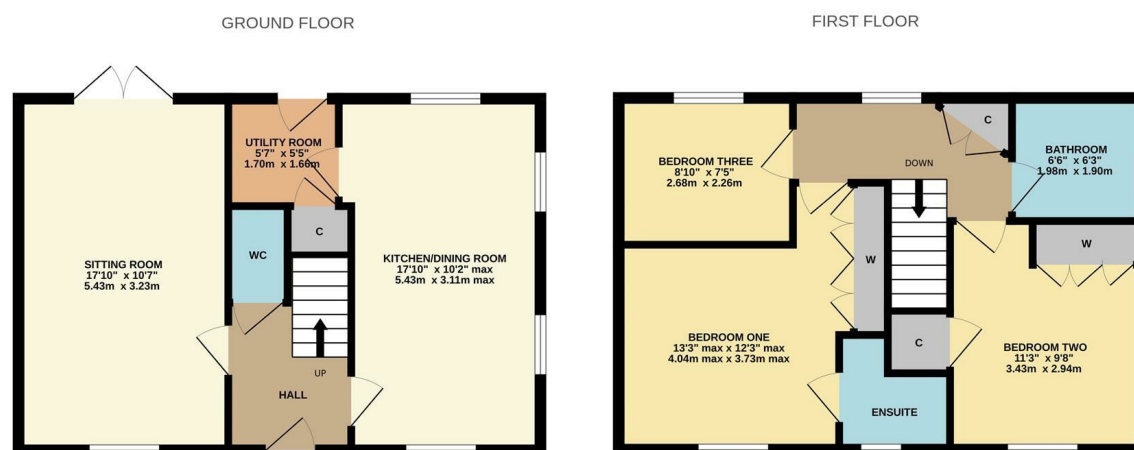 GROUND FLOOR
FIRST FLOOR
UTILITY ROOM
5'7" x 5'5"
1.70m x 1.66m
SITTING ROOM
17'10" x 10'7"
5.43m x 3.23m
WC
C
KITCHEN/DINING ROOM
17'10" x 10'2" max
5.43m x 3.11m max
UP
HALL
BEDROOM THREE
8'10" x 7'5"
2.68m x 2.26m
C
DOWN
BATHROOM
6'6" x 6'3"
1.98m x 1.90m
W
W
BEDROOM ONE
13'3" max x 12'3" max
4.04m max x 3.73m max
C
BEDROOM TWO
11'3" x 9'8"
3.43m x 2.94m
ENSUITE